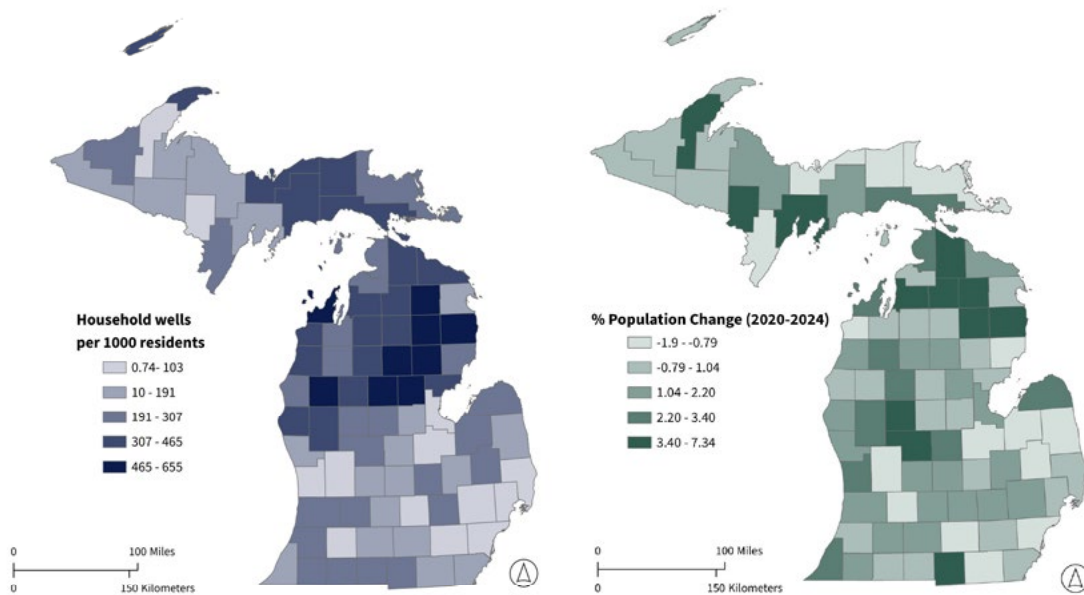 Household wells
per 1000 residents
0.74- 103
10 - 191
191 - 307
307 - 465
465 - 655
0
100 Miles
0
150 Kilometers
% Population Change (2020-2024)
-1.9 - -0.79
-0.79 - 1.04
1.04 - 2.20
2.20 - 3.40
3.40 - 7.34
0
100 Miles
0
150 Kilometers